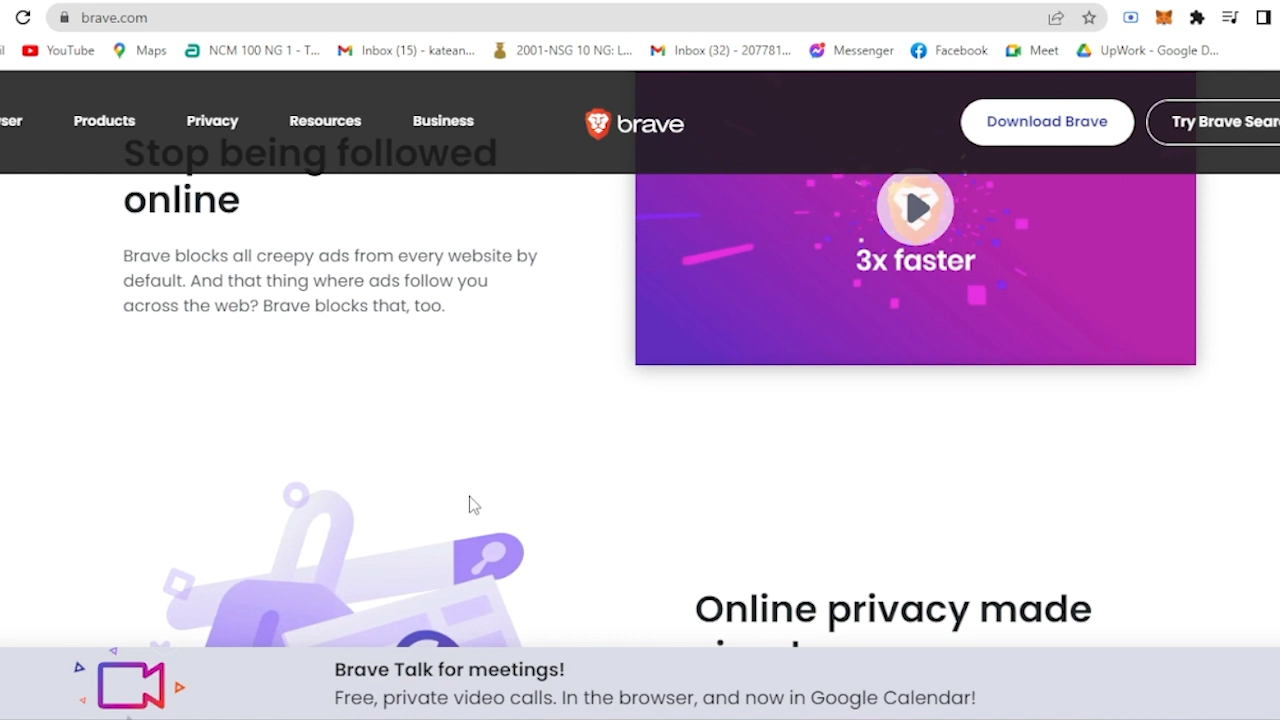 brave.com
YouTube
Maps
NCM 100 NG 1 - T...
Inbox (15) - katean...
2001-NSG 10 NG: L...
Inbox (32) - 207781...
Messenger
Facebook
Meet
UpWork - Google D...
Products
Privacy
Resources
Business
brave
Download Brave
Try Brave Sear
Stop being followed
online
Brave blocks all creepy ads from every website by
default. And that thing where ads follow you
across the web? Brave blocks that, too.
3x faster
Online privacy made
Brave Talk for meetings!
Free, private video calls. In the browser, and now in Google Calendar!